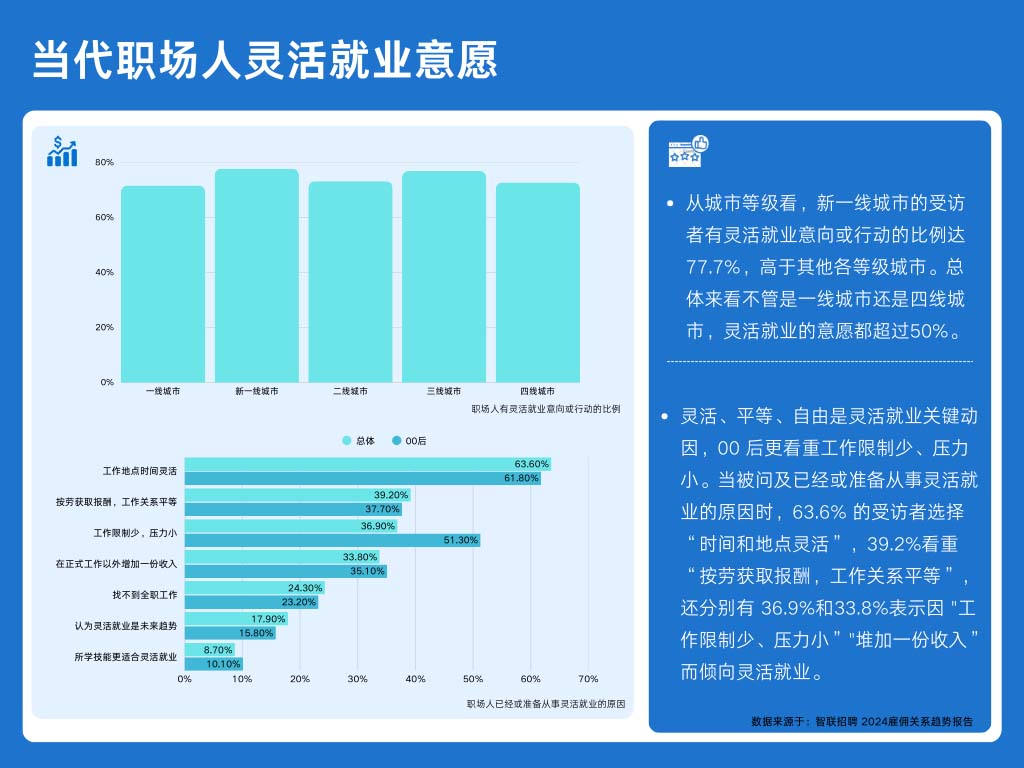 当代职场人灵活就业意愿
$
80%
60%
40%
20%
0%
一线城市 新一线城市 二线城市 三线城市 四线城市
职场人有灵活就业意向或行动的比例
总体 00后
工作地点时间灵活 63.60%
61.80%
按劳获取报酬，工作关系平等 39.20%
37.70%
工作限制少，压力小 36.90%
51.30%
在正式工作以外增加一份收入 33.80%
35.10%
找不到全职工作 24.30%
23.20%
认为灵活就业是未来趋势 17.90%
15.80%
所学技能更适合灵活就业 8.70%
10.10%
0% 10% 20% 30% 40% 50% 60% 70%
职场人已经或准备从事灵活就业的原因
• 从城市等级看，新一线城市的受访
者有灵活就业意向或行动的比例达
77.7%，高于其他各等级城市。总
体来看不管是一线城市还是四线城
市，灵活就业的意愿都超过50%。
• 灵活、平等、自由是灵活就业关键动
因，00 后更看重工作限制少、压力
小。当被问及已经或准备从事灵活就
业的原因时，63.6% 的受访者选择
“时间和地点灵活”，39.2%看重
“按劳获取报酬，工作关系平等”，
还分别有 36.9%和33.8%表示因 "工
作限制少、压力小”"堆加一份收入”
而倾向灵活就业。
数据来源于：智联招聘 2024雇佣关系趋势报告